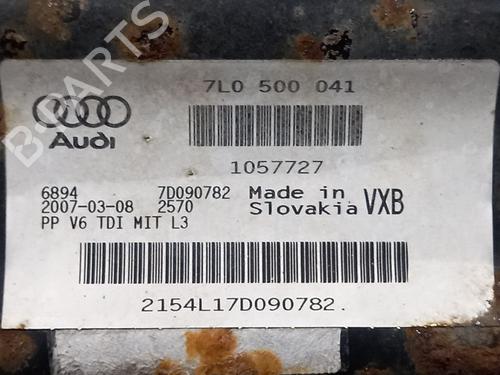 7L0 500 041
Audi
1057727
6894 7D090782 Made in
2007-03-08 2570 Slovakia VXB
PP V6 TDI MIT L3
2154L17D090782.
B-PARTS